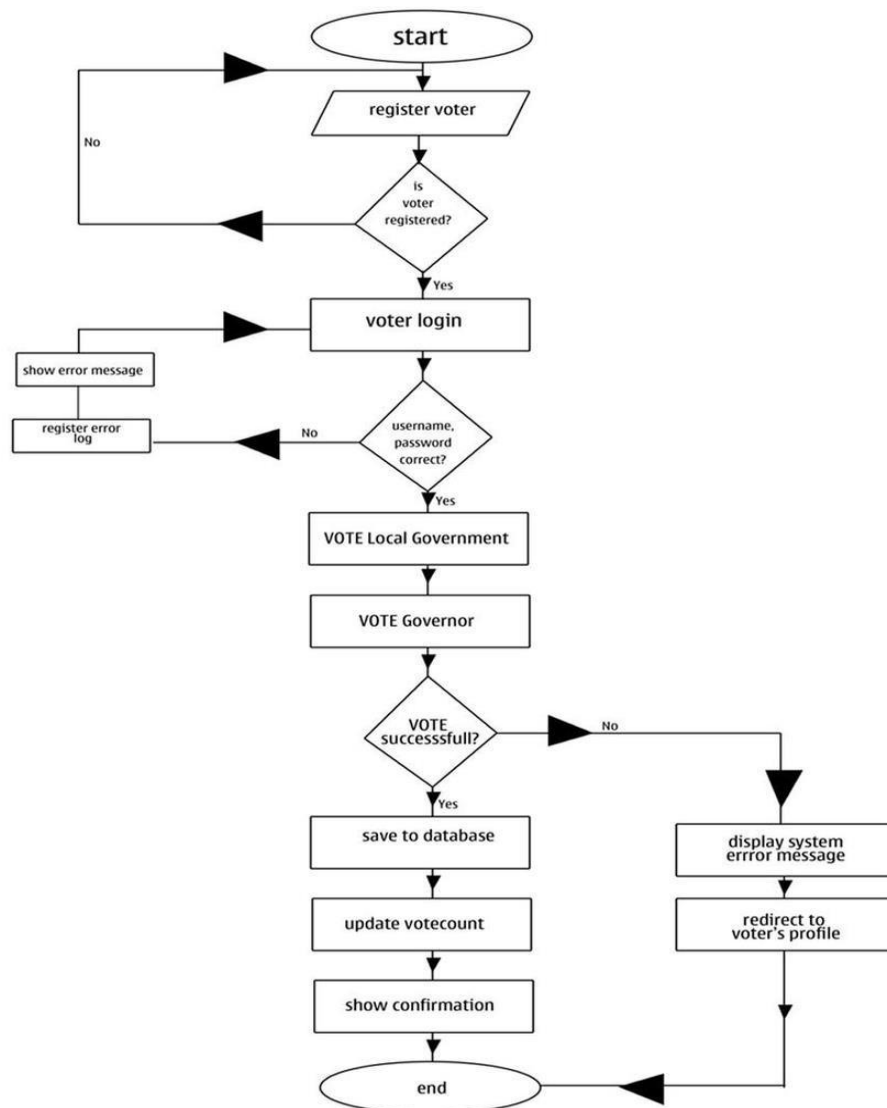 start
register voter
No
is
voter
registered?
Yes
voter login
show error message
register error
log
No
username,
password
correct?
Yes
VOTE Local Government
VOTE Governor
VOTE
successsfull?
No
Yes
save to database
display system
errror message
update votecount
redirect to
voter's profile
show confirmation
end